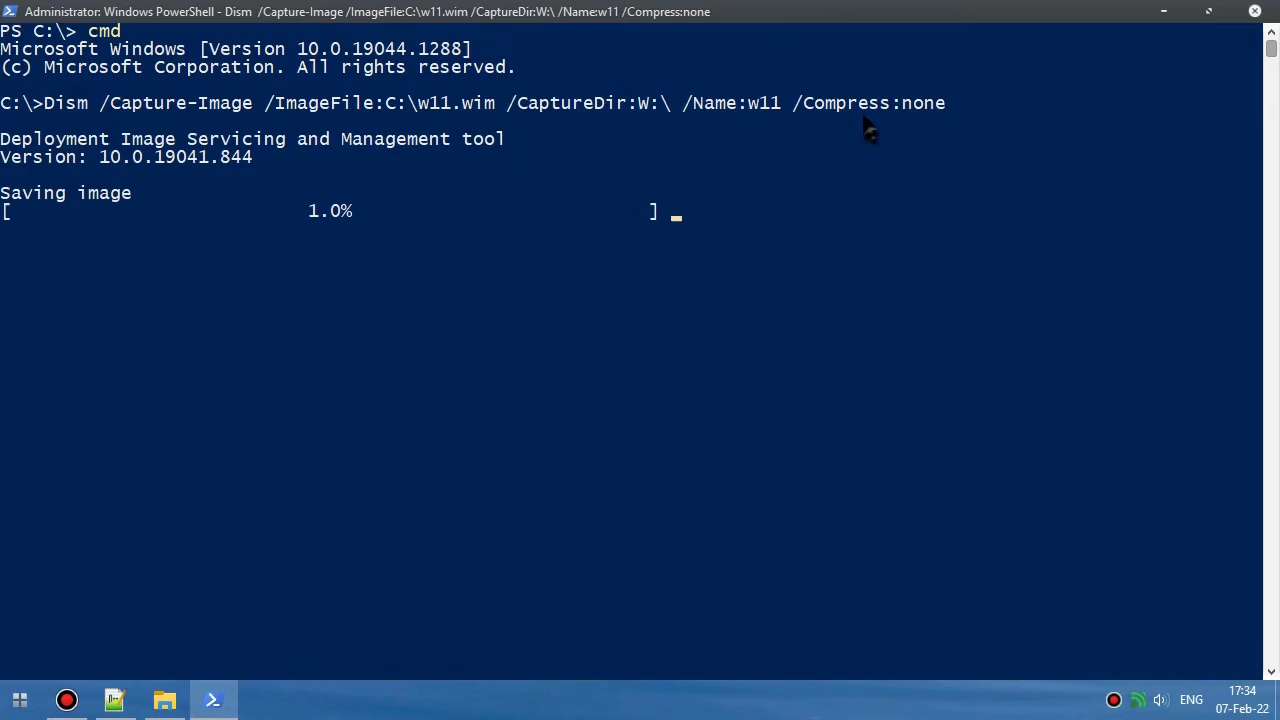 Administrator: Windows PowerShell - Dism /Capture-Image /ImageFile:C:\w11.wim /CaptureDir:W:\ /Name:w11 /Compress:none
PS C:\> cmd
Microsoft Windows [Version 10.0.19044.1288]
(c) Microsoft Corporation. All rights reserved.
C:\>Dism /Capture-Image /ImageFile:C:\w11.wim /CaptureDir:W:\ /Name:w11 /Compress:none
Deployment Image Servicing and Management tool
Version: 10.0.19041.844
Saving image
[ 1.0% ]
ENG
17:34
07-Feb-22